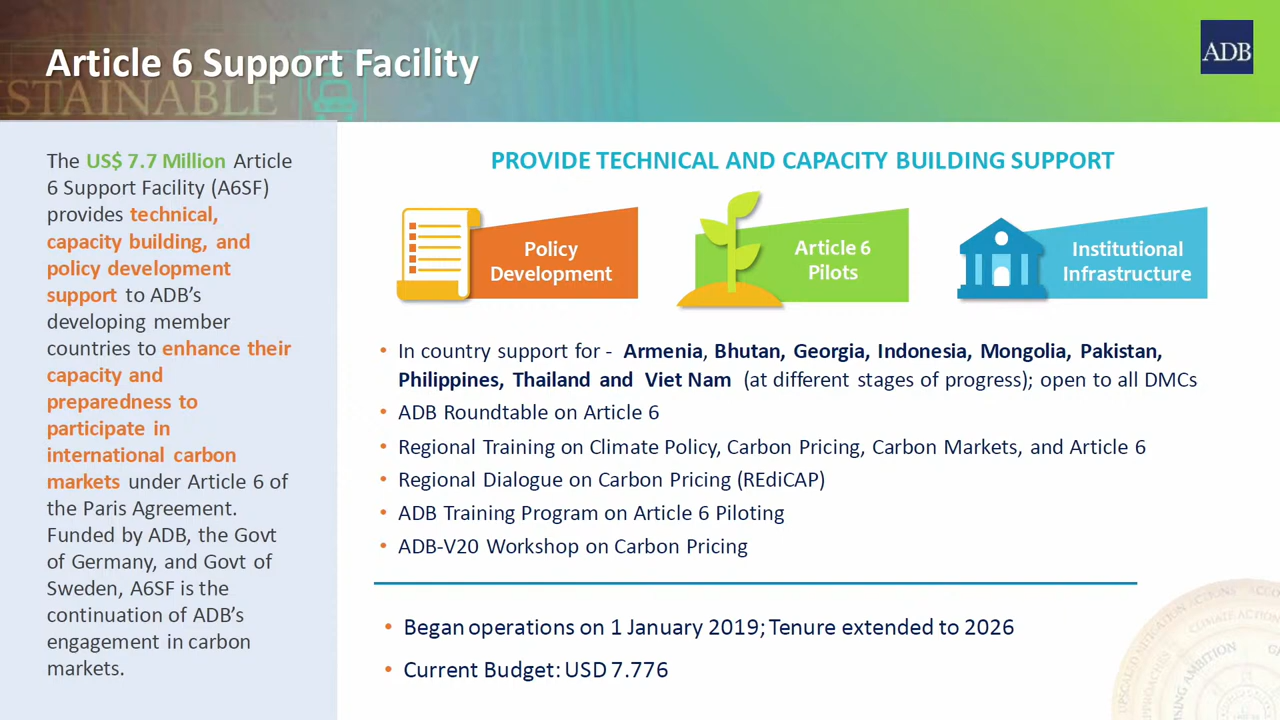 Article 6 Support Facility
STAINABLE
ADB
The US$ 7.7 Million Article
6 Support Facility (A6SF)
provides technical,
capacity building, and
policy development
support to ADB’s
developing member
countries to enhance their
capacity and
preparedness to
participate in
international carbon
markets under Article 6 of
the Paris Agreement.
Funded by ADB, the Govt
of Germany, and Govt of
Sweden, A6SF is the
continuation of ADB’s
engagement in carbon
markets.
PROVIDE TECHNICAL AND CAPACITY BUILDING SUPPORT
Policy
Development
Article 6
Pilots
Institutional
Infrastructure
• In country support for - Armenia, Bhutan, Georgia, Indonesia, Mongolia, Pakistan,
Philippines, Thailand and Viet Nam (at different stages of progress); open to all DMCs
• ADB Roundtable on Article 6
• Regional Training on Climate Policy, Carbon Pricing, Carbon Markets, and Article 6
• Regional Dialogue on Carbon Pricing (REdiCAP)
• ADB Training Program on Article 6 Piloting
• ADB-V20 Workshop on Carbon Pricing
• Began operations on 1 January 2019; Tenure extended to 2026
• Current Budget: USD 7.776